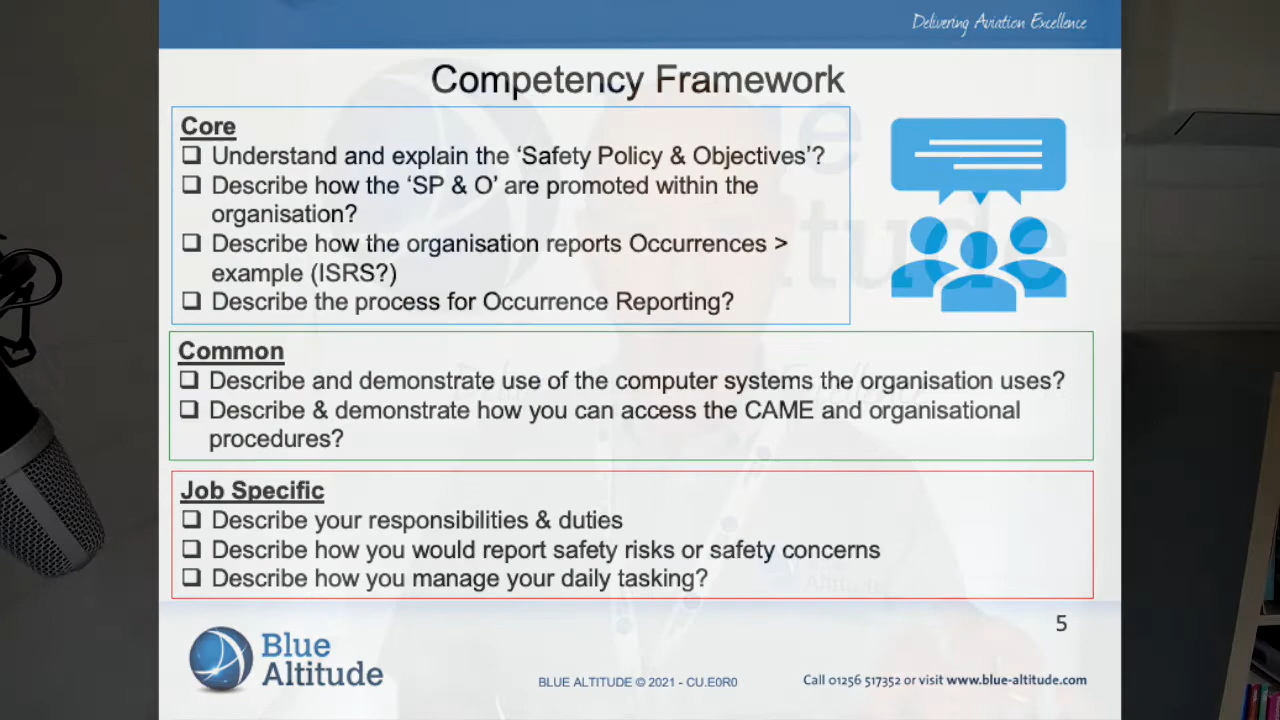 Delivering Aviation Excellence
Competency Framework
Core
❑ Understand and explain the ‘Safety Policy & Objectives’?
❑ Describe how the ‘SP & O’ are promoted within the
organisation?
❑ Describe how the organisation reports Occurrences >
example (ISRS?)
❑ Describe the process for Occurrence Reporting?
Common
❑ Describe and demonstrate use of the computer systems the organisation uses?
❑ Describe & demonstrate how you can access the CAME and organisational
procedures?
Job Specific
❑ Describe your responsibilities & duties
❑ Describe how you would report safety risks or safety concerns
❑ Describe how you manage your daily tasking?
5
Blue
Altitude
BLUE ALTITUDE © 2021 - CU.E0R0
Call 01256 517352 or visit www.blue-altitude.com